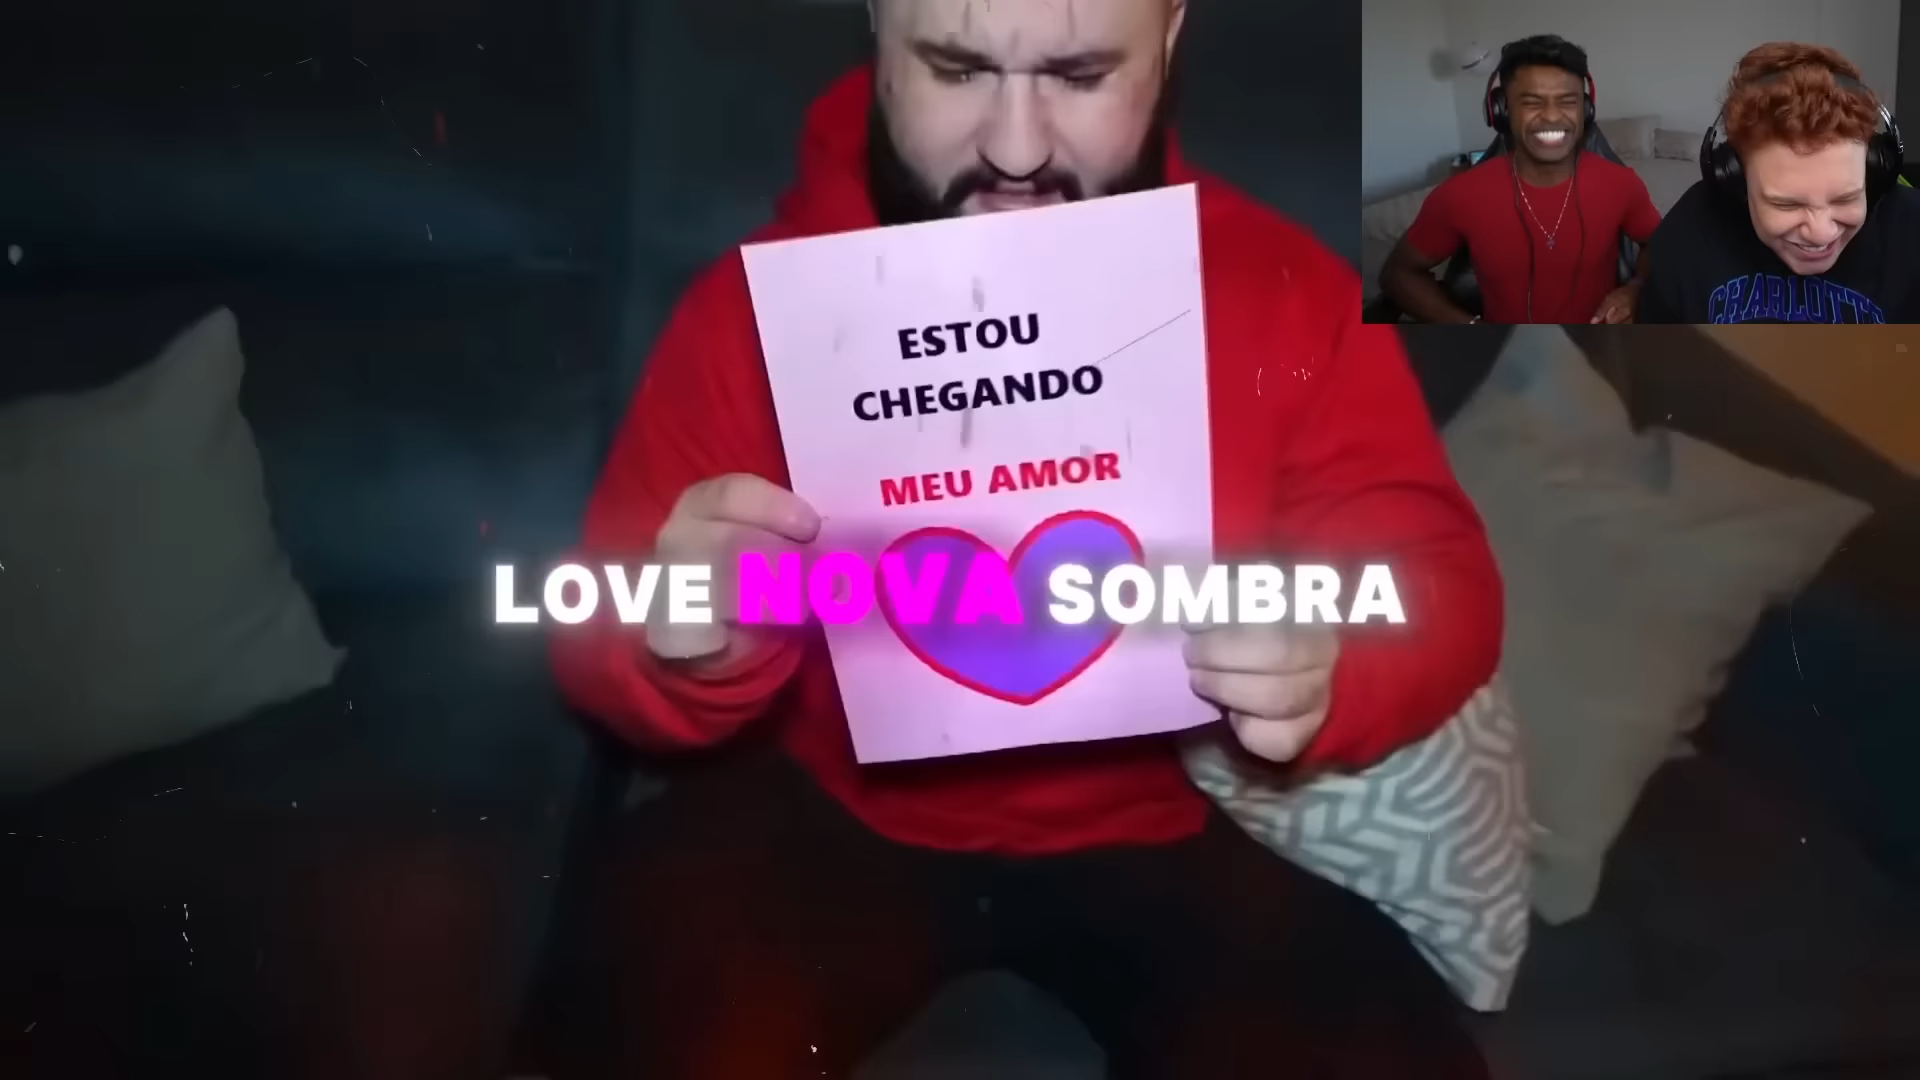 ESTOU
CHEGANDO
MEU AMOR
LOVE NOVA SOMBRA
CHARLOTTE